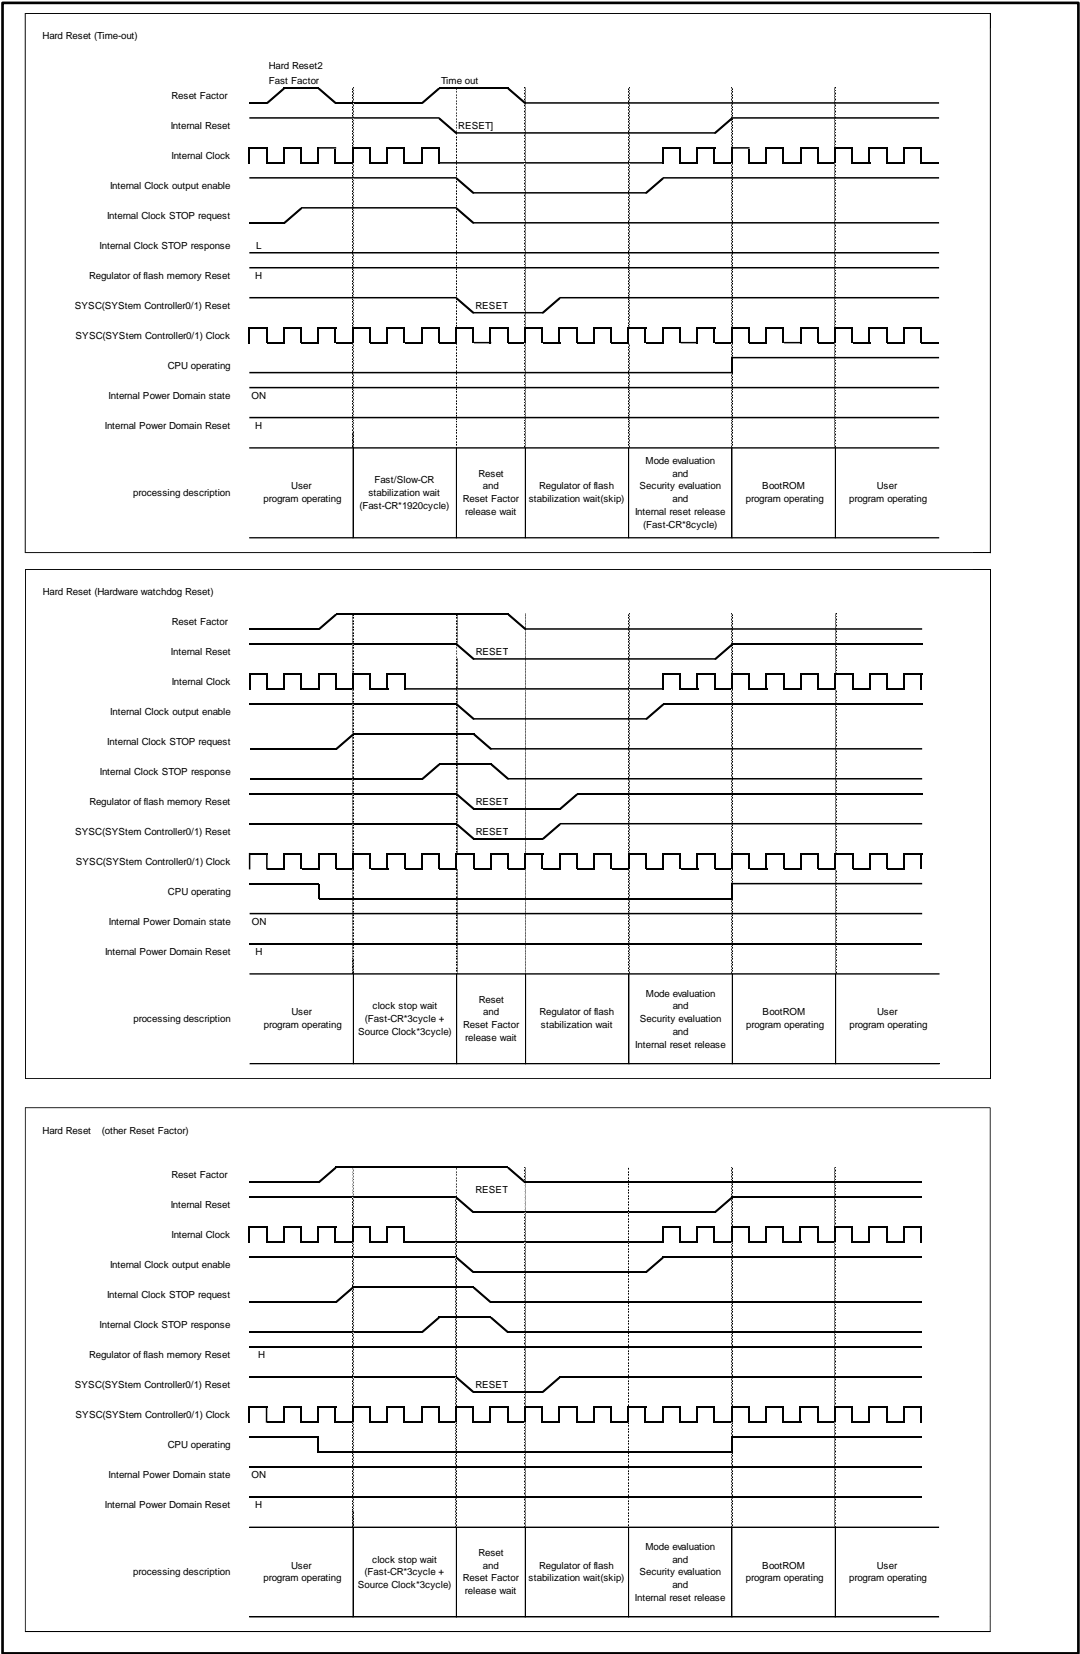 Hard Reset (Time-out)
Hard Reset2
Fast Factor
Time out
Reset Factor
Internal Reset
RESET]
Internal Clock
Internal Clock output enable
Internal Clock STOP request
Internal Clock STOP response
L
Regulator of flash memory Reset
H
SYSC(SYStem Controller0/1) Reset
RESET
SYSC(SYStem Controller0/1) Clock
CPU operating
Internal Power Domain state
ON
Internal Power Domain Reset
H
processing description
User
program operating
Fast/Slow-CR
stabilization wait
(Fast-CR*1920cycle)
Reset
and
Reset Factor
release wait
Regulator of flash
stabilization wait(skip)
Mode evaluation
and
Security evaluation
and
Internal reset release
(Fast-CR*8cycle)
BootROM
program operating
User
program operating
Hard Reset (Hardware watchdog Reset)
Reset Factor
Internal Reset
RESET
Internal Clock
Internal Clock output enable
Internal Clock STOP request
Internal Clock STOP response
Regulator of flash memory Reset
RESET
SYSC(SYStem Controller0/1) Reset
RESET
SYSC(SYStem Controller0/1) Clock
CPU operating
Internal Power Domain state
ON
Internal Power Domain Reset
H
processing description
User
program operating
clock stop wait
(Fast-CR*3cycle +
Source Clock*3cycle)
Reset
and
Reset Factor
release wait
Regulator of flash
stabilization wait
Mode evaluation
and
Security evaluation
and
Internal reset release
BootROM
program operating
User
program operating
Hard Reset (other Reset Factor)
Reset Factor
RESET
Internal Reset
Internal Clock
Internal Clock output enable
Internal Clock STOP request
Internal Clock STOP response
Regulator of flash memory Reset
H
SYSC(SYStem Controller0/1) Reset
RESET
SYSC(SYStem Controller0/1) Clock
CPU operating
Internal Power Domain state
ON
Internal Power Domain Reset
H
processing description
User
program operating
clock stop wait
(Fast-CR*3cycle +
Source Clock*3cycle)
Reset
and
Reset Factor
release wait
Regulator of flash
stabilization wait(skip)
Mode evaluation
and
Security evaluation
and
Internal reset release
BootROM
program operating
User
program operating